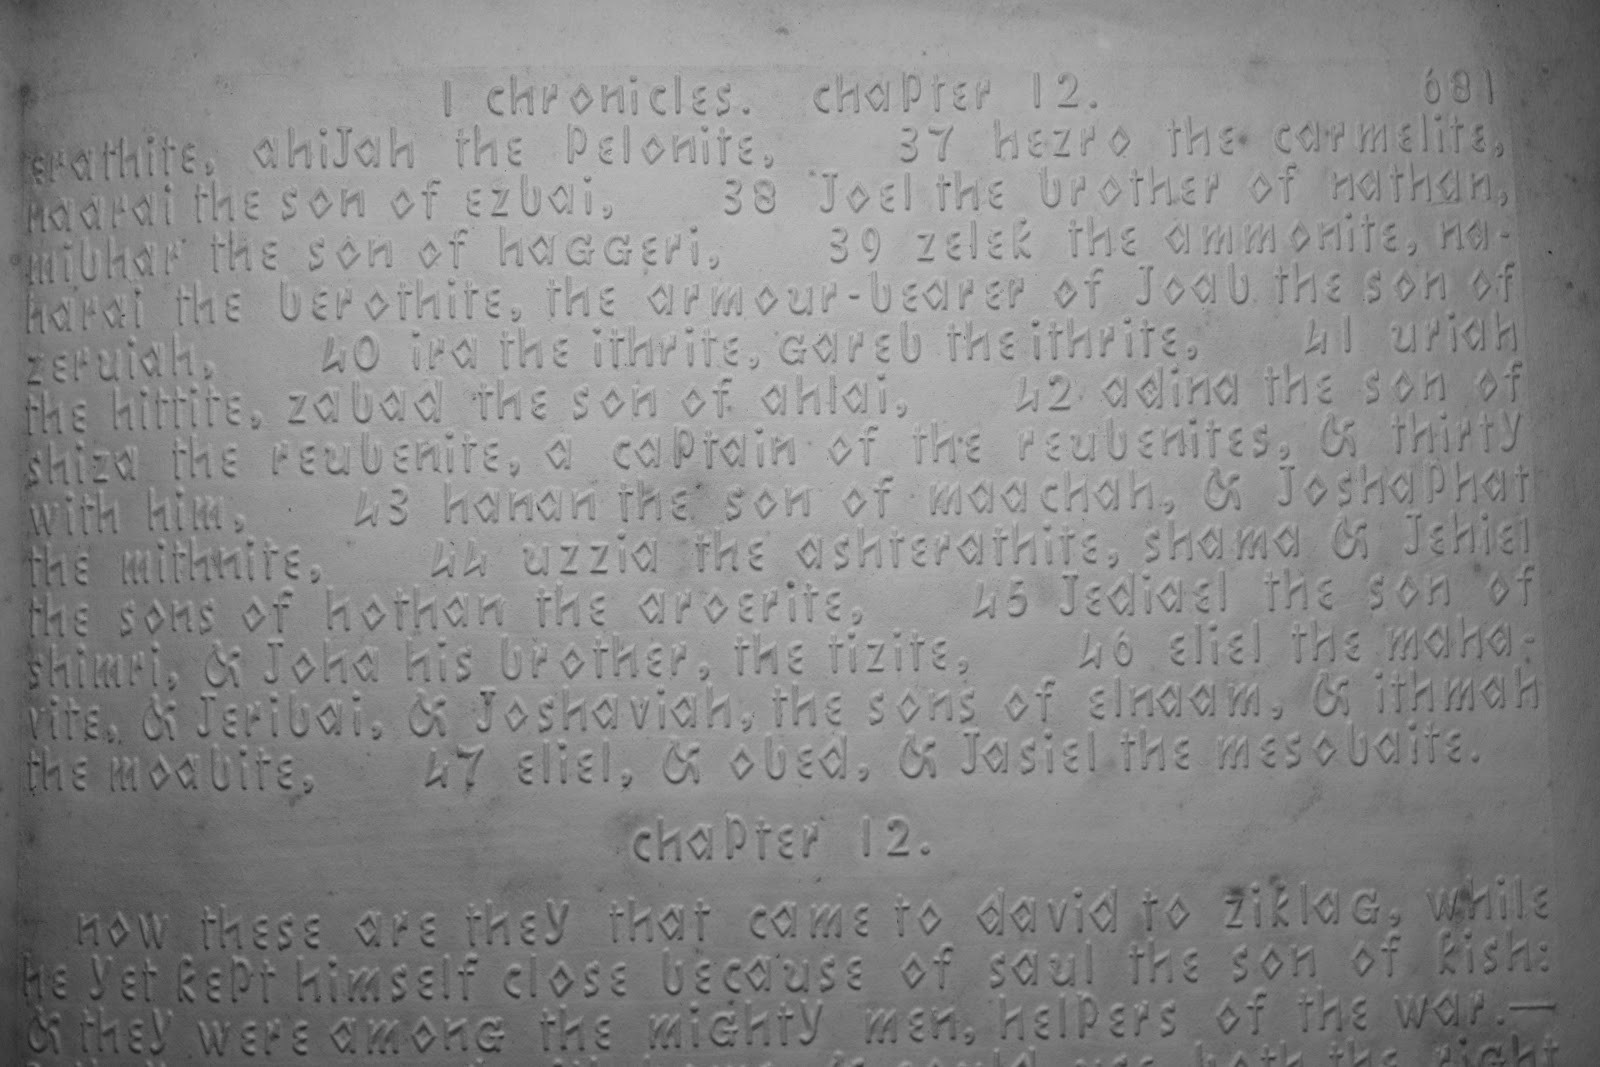 1 chronicles. chapter 12. 681
erathite, ahiJah the pelonite, 37 hezro the carmelite,
naarai the son of ezbai, 38 Joel the brother of nathan,
mibhar the son of haGGeri, 39 zelek the ammonite, na-
harai the berothite, the armour-bearer of Joab the son of
zeruiah, 40 ira the ithrite, Gareb the ithrite, 41 uriah
the hittite, zabad the son of ahlai, 42 adina the son of
shiza the reubenite, a captain of the reubenites, & thirty
with him, 43 hanan the son of maachah, & Joshaphat
the mithnite, 44 uzzia the ashterathite, shama & Jehiel
the sons of hothan the aroerite, 45 Jediael the son of
shimri, & Joha his brother, the tizite, 46 eliel the maha-
vite, & Jeribai, & Joshaviah, the sons of elnaam, & ithmah
the moabite, 47 eliel, & obed, & Jasiel the mesobaite.
chapter 12.
now these are they that came to david to ziklaG, while
he yet kept himself close because of saul the son of kish:
& they were amonG the miGhty men, helpers of the war.—
both the right